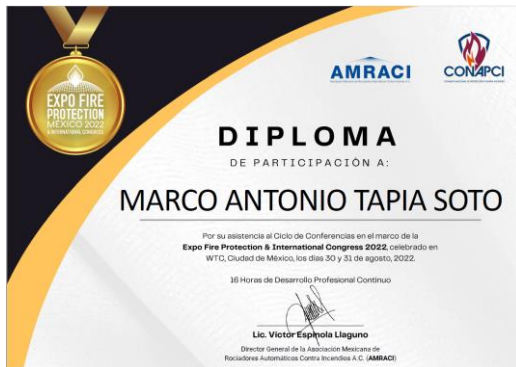 EXPO FIRE
PROTECTION
MÉXICO 2022
& INTERNATIONAL CONGRESS
AMRACI
CONAPCI
DIPLOMA
DE PARTICIPACIÓN A:
MARCO ANTONIO TAPIA SOTO
Por su asistencia al Ciclo de Conferencias en el marco de la
Expo Fire Protection & International Congress 2022, celebrado en
WTC, Ciudad de México, los días 30 y 31 de agosto, 2022.
16 Horas de Desarrollo Profesional Continuo
Lic. Víctor Espínola Llaguno
Director General de la Asociación Mexicana de
Rociadores Automáticos Contra Incendios A.C. (AMRACI)